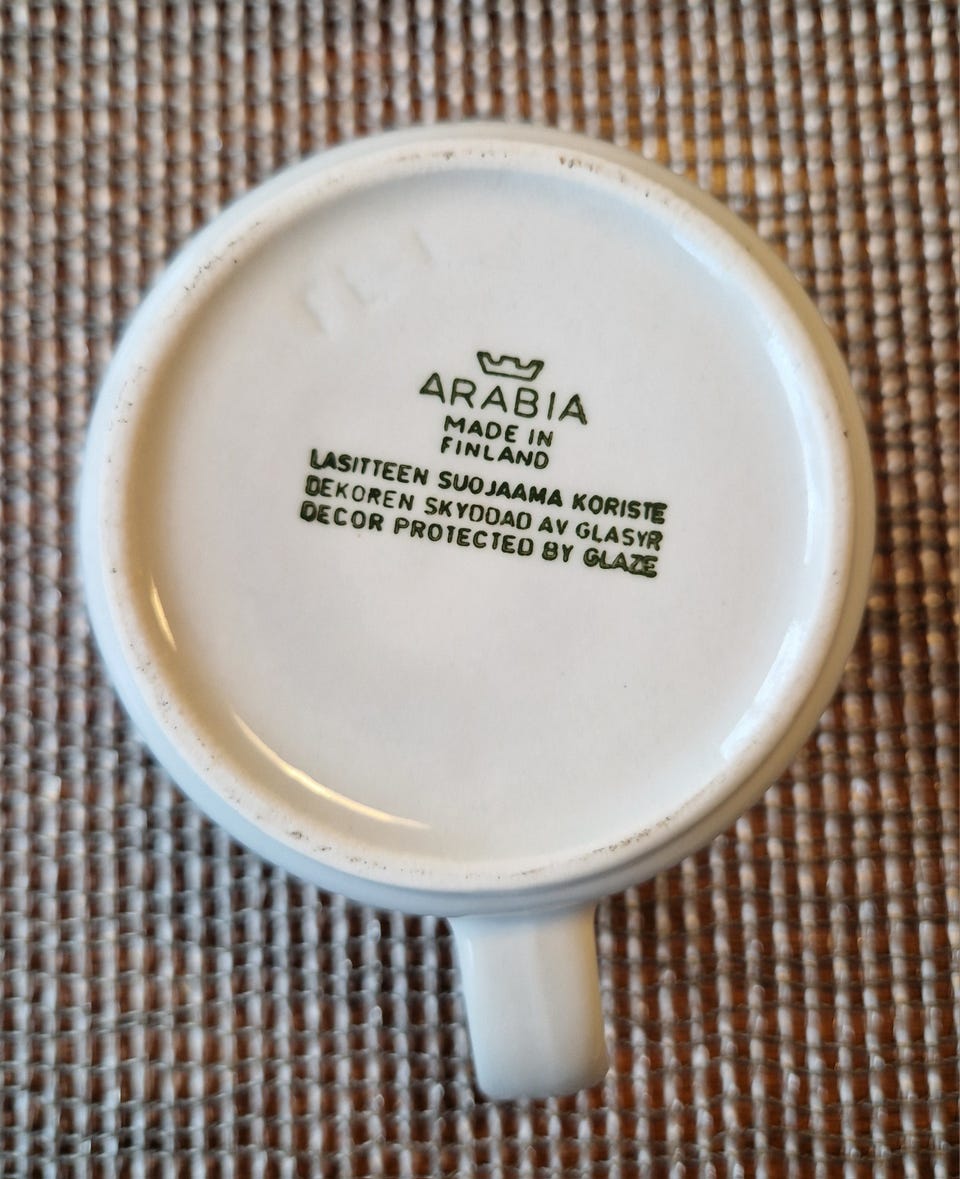 ARABIA
MADE IN
FINLAND
LASITTEEN SUOJAAMA KORISTE
DEKOREN SKYDDAD AV GLASYR
DECOR PROTECTED BY GLAZE